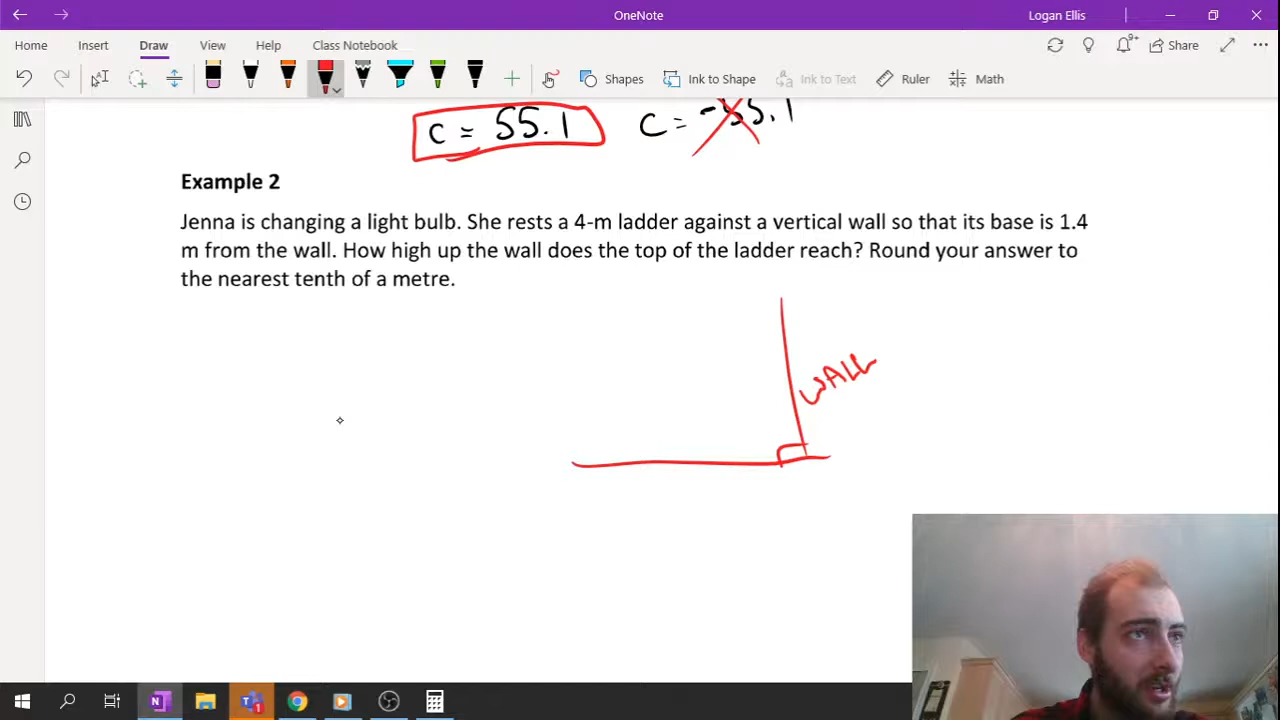 OneNote
Logan Ellis
Home Insert Draw View Help Class Notebook
9+ Share
Shapes Ink to Shape Ink to Text Ruler Math
c = 55.1 c = -55.1
Example 2
Jenna is changing a light bulb. She rests a 4-m ladder against a vertical wall so that its base is 1.4
m from the wall. How high up the wall does the top of the ladder reach? Round your answer to
the nearest tenth of a metre.
WALL